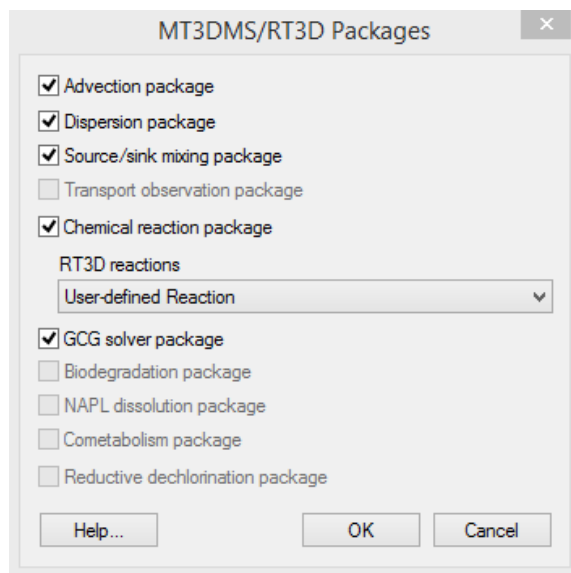 MT3DMS/RT3D Packages
Advection package
Dispersion package
Source/sink mixing package
Transport observation package
Chemical reaction package
RT3D reactions
User-defined Reaction
GCG solver package
Biodegradation package
NAPL dissolution package
Cometabolism package
Reductive dechlorination package
Help... OK Cancel